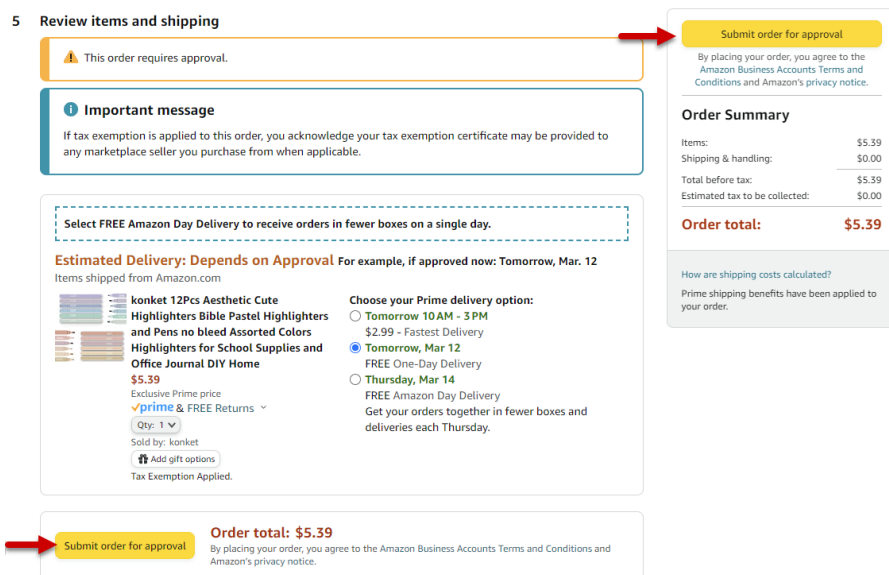 5 Review items and shipping
This order requires approval.
Important message
If tax exemption is applied to this order, you acknowledge your tax exemption certificate may be provided to
any marketplace seller you purchase from when applicable.
Select FREE Amazon Day Delivery to receive orders in fewer boxes on a single day.
Estimated Delivery: Depends on Approval For example, if approved now: Tomorrow, Mar. 12
Items shipped from Amazon.com
konket 12Pcs Aesthetic Cute
Highlighters Bible Pastel Highlighters
and Pens no bleed Assorted Colors
Highlighters for School Supplies and
Office Journal DIY Home
$5.39
Exclusive Prime price
prime & FREE Returns
Qty: 1
Sold by: konket
Add gift options
Tax Exemption Applied.
Choose your Prime delivery option:
Tomorrow 10 AM - 3 PM
$2.99 - Fastest Delivery
Tomorrow, Mar 12
FREE One-Day Delivery
Thursday, Mar 14
FREE Amazon Day Delivery
Get your orders together in fewer boxes and
deliveries each Thursday.
Submit order for approval
Order total: $5.39
By placing your order, you agree to the Amazon Business Accounts Terms and Conditions and
Amazon's privacy notice.
Submit order for approval
By placing your order, you agree to the
Amazon Business Accounts Terms and
Conditions and Amazon's privacy notice.
Order Summary
Items: $5.39
Shipping & handling: $0.00
Total before tax: $5.39
Estimated tax to be collected: $0.00
Order total: $5.39
How are shipping costs calculated?
Prime shipping benefits have been applied to
your order.